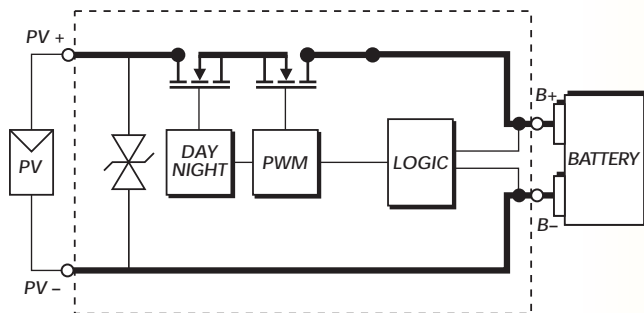 PV +
PV
PV –
DAY
NIGHT
PWM
LOGIC
B+
BATTERY
B–